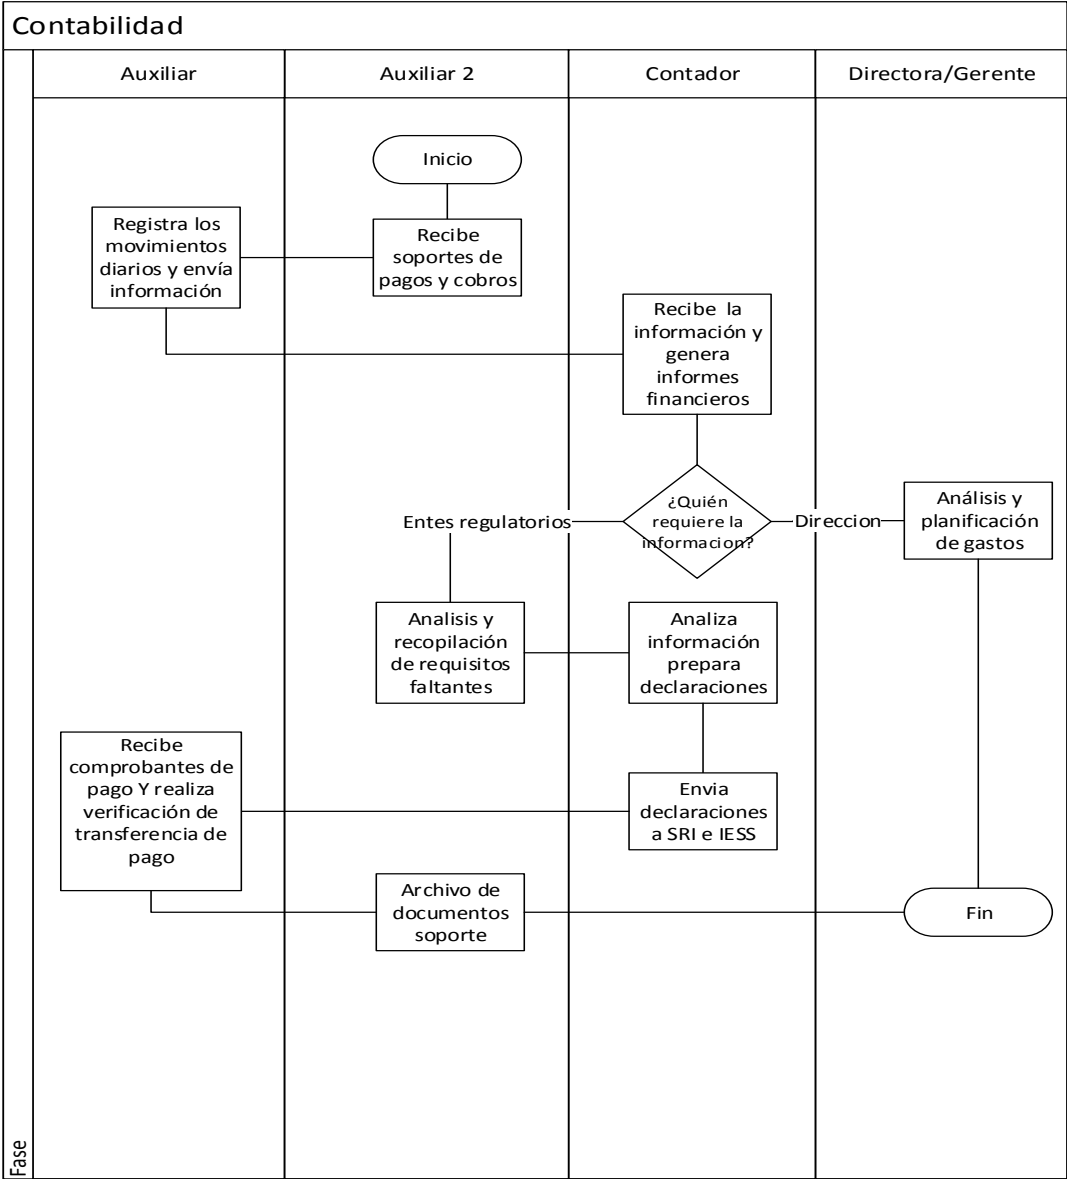 Contabilidad
Auxiliar
Auxiliar 2
Contador
Directora/Gerente
Inicio
Registra los
movimientos
diarios y envía
información
Recibe
soportes de
pagos y cobros
Recibe la
información y
genera
informes
financieros
¿Quién
requiere la
informacion?
Entes regulatorios
Direccion
Análisis y
planificación
de gastos
Analisis y
recopilación
de requisitos
faltantes
Analiza
información
prepara
declaraciones
Recibe
comprobantes de
pago Y realiza
verificación de
transferencia de
pago
Envia
declaraciones
a SRI e IESS
Archivo de
documentos
soporte
Fin
Fase